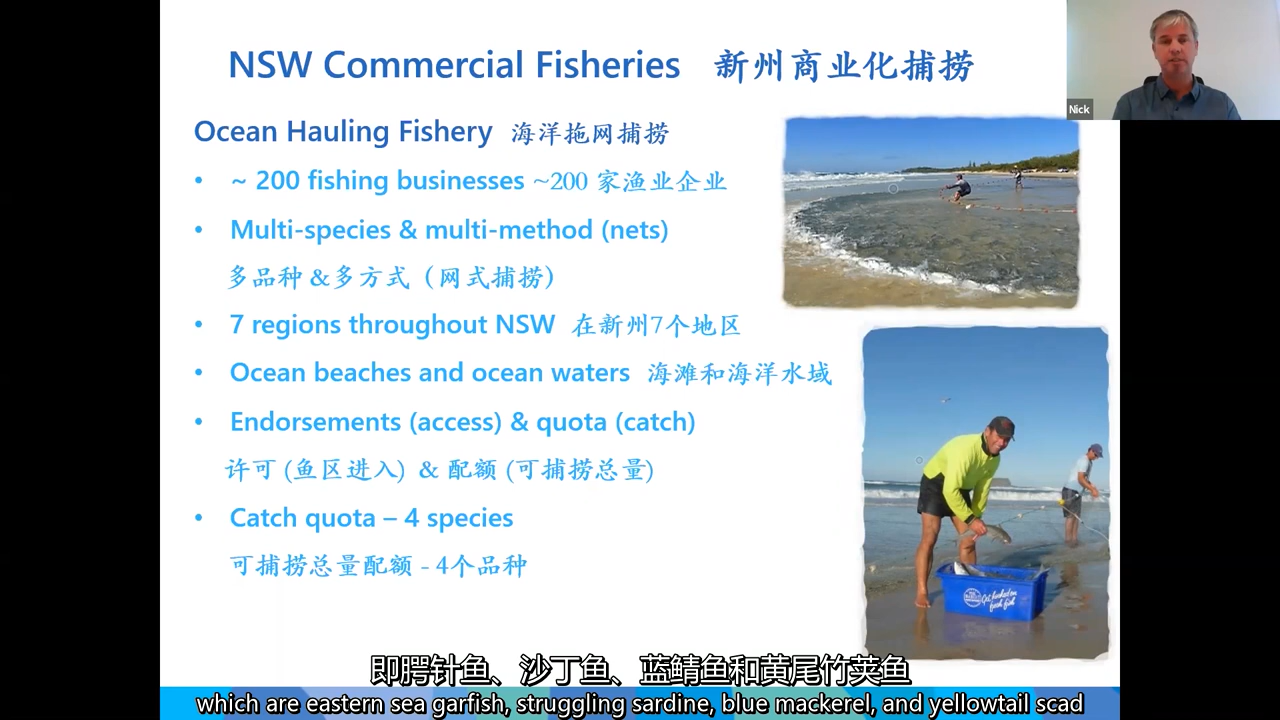 NSW Commercial Fisheries 新州商业化捕捞
Nick
Ocean Hauling Fishery 海洋拖网捕捞
• ~ 200 fishing businesses ~200 家渔业企业
• Multi-species & multi-method (nets)
多品种 &多方式（网式捕捞）
• 7 regions throughout NSW 在新州7个地区
• Ocean beaches and ocean waters 海滩和海洋水域
• Endorsements (access) & quota (catch)
许可 (鱼区进入) & 配额 (可捕捞总量)
• Catch quota – 4 species
可捕捞总量配额 - 4个品种
Get hooked on
fresh fish
即腭针鱼、沙丁鱼、蓝鲭鱼和黄尾竹荚鱼
which are eastern sea garfish, struggling sardine, blue mackerel, and yellowtail scad